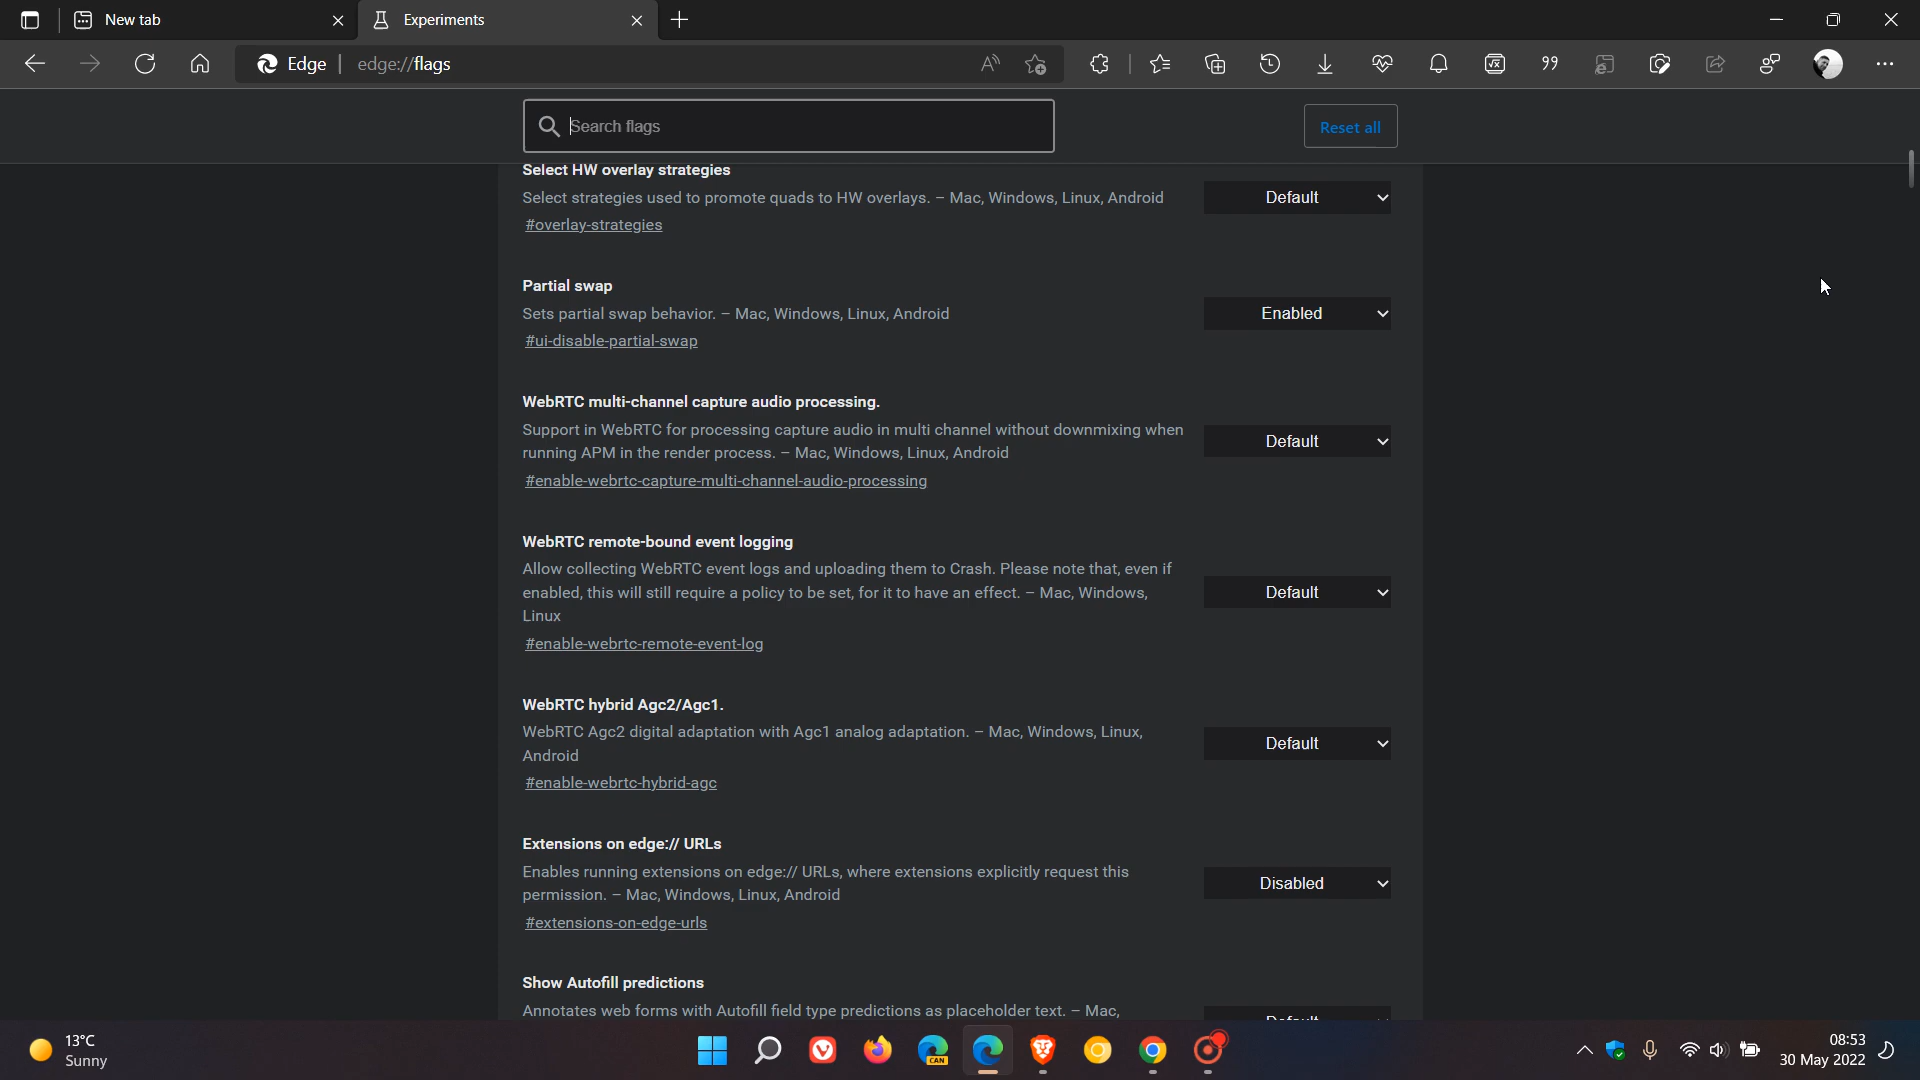 New tab
Experiments
Edge
edge://flags
Search flags
Reset all
Select HW overlay strategies
Select strategies used to promote quads to HW overlays. – Mac, Windows, Linux, Android
#overlay-strategies
Default
Partial swap
Sets partial swap behavior. – Mac, Windows, Linux, Android
#ui-disable-partial-swap
Enabled
WebRTC multi-channel capture audio processing.
Support in WebRTC for processing capture audio in multi channel without downmixing when
running APM in the render process. – Mac, Windows, Linux, Android
#enable-webrtc-capture-multi-channel-audio-processing
Default
WebRTC remote-bound event logging
Allow collecting WebRTC event logs and uploading them to Crash. Please note that, even if
enabled, this will still require a policy to be set, for it to have an effect. – Mac, Windows,
Linux
#enable-webrtc-remote-event-log
Default
WebRTC hybrid Agc2/Agc1.
WebRTC Agc2 digital adaptation with Agc1 analog adaptation. – Mac, Windows, Linux,
Android
#enable-webrtc-hybrid-agc
Default
Extensions on edge:// URLs
Enables running extensions on edge:// URLs, where extensions explicitly request this
permission. – Mac, Windows, Linux, Android
#extensions-on-edge-urls
Disabled
Show Autofill predictions
Annotates web forms with Autofill field type predictions as placeholder text. – Mac,
Default
13°C
Sunny
CAN
08:53
30 May 2022